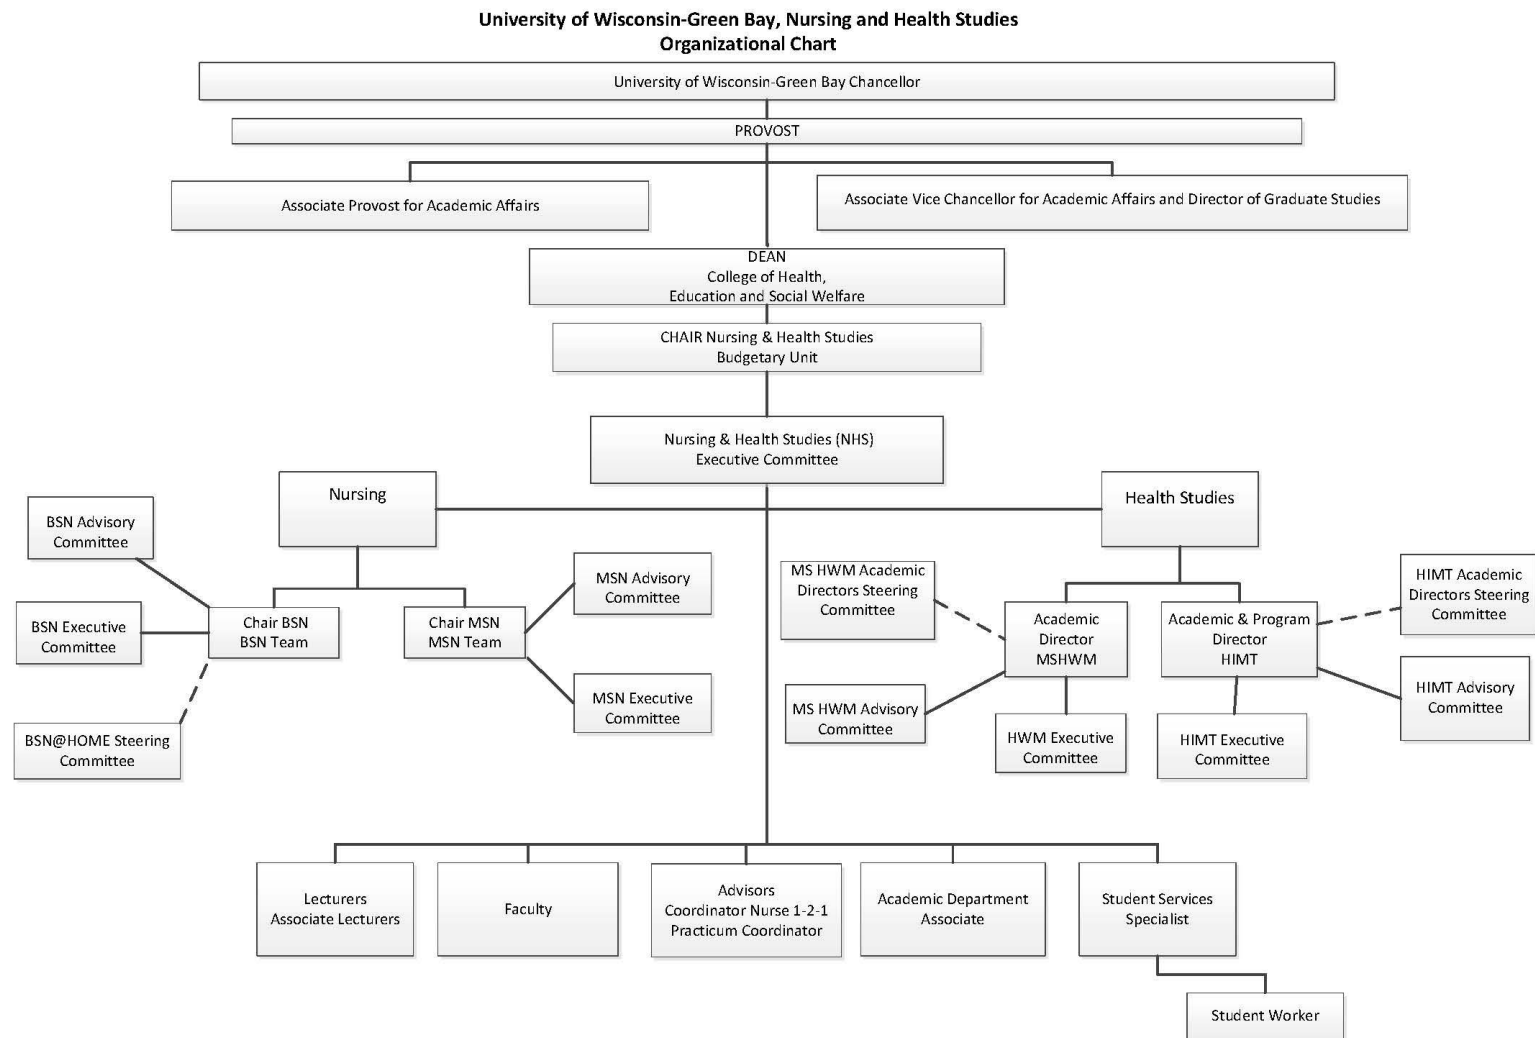 University of Wisconsin-Green Bay, Nursing and Health Studies
Organizational Chart
University of Wisconsin-Green Bay Chancellor
PROVOST
Associate Provost for Academic Affairs
Associate Vice Chancellor for Academic Affairs and Director of Graduate Studies
DEAN
College of Health,
Education and Social Welfare
CHAIR Nursing & Health Studies
Budgetary Unit
Nursing & Health Studies (NHS)
Executive Committee
Nursing
Health Studies
BSN Advisory
Committee
BSN Executive
Committee
BSN@HOME Steering
Committee
Chair BSN
BSN Team
Chair MSN
MSN Team
MSN Advisory
Committee
MSN Executive
Committee
MS HWM Academic
Directors Steering
Committee
MS HWM Advisory
Committee
Academic
Director
MSHWM
HWM Executive
Committee
Academic & Program
Director
HIMT
HIMT Executive
Committee
HIMT Academic
Directors Steering
Committee
HIMT Advisory
Committee
Lecturers
Associate Lecturers
Faculty
Advisors
Coordinator Nurse 1-2-1
Practicum Coordinator
Academic Department
Associate
Student Services
Specialist
Student Worker